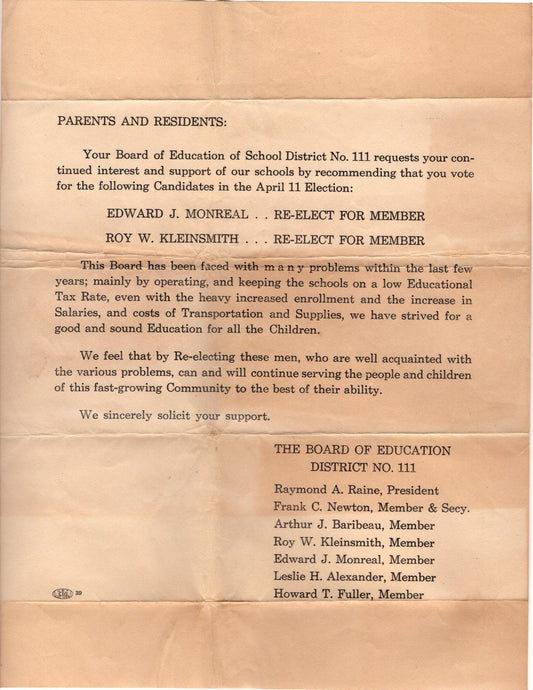 PARENTS AND RESIDENTS:
Your Board of Education of School District No. 111 requests your con-
tinued interest and support of our schools by recommending that you vote
for the following Candidates in the April 11 Election:
EDWARD J. MONREAL . . RE-ELECT FOR MEMBER
ROY W. KLEINSMITH . . . RE-ELECT FOR MEMBER
This Board has been faced with many problems within the last few
years; mainly by operating, and keeping the schools on a low Educational
Tax Rate, even with the heavy increased enrollment and the increase in
Salaries, and costs of Transportation and Supplies, we have strived for a
good and sound Education for all the Children.
We feel that by Re-electing these men, who are well acquainted with
the various problems, can and will continue serving the people and children
of this fast-growing Community to the best of their ability.
We sincerely solicit your support.
THE BOARD OF EDUCATION
DISTRICT NO. 111
Raymond A. Raine, President
Frank C. Newton, Member & Secy.
Arthur J. Baribeau, Member
Roy W. Kleinsmith, Member
Edward J. Monreal, Member
Leslie H. Alexander, Member
Howard T. Fuller, Member
39